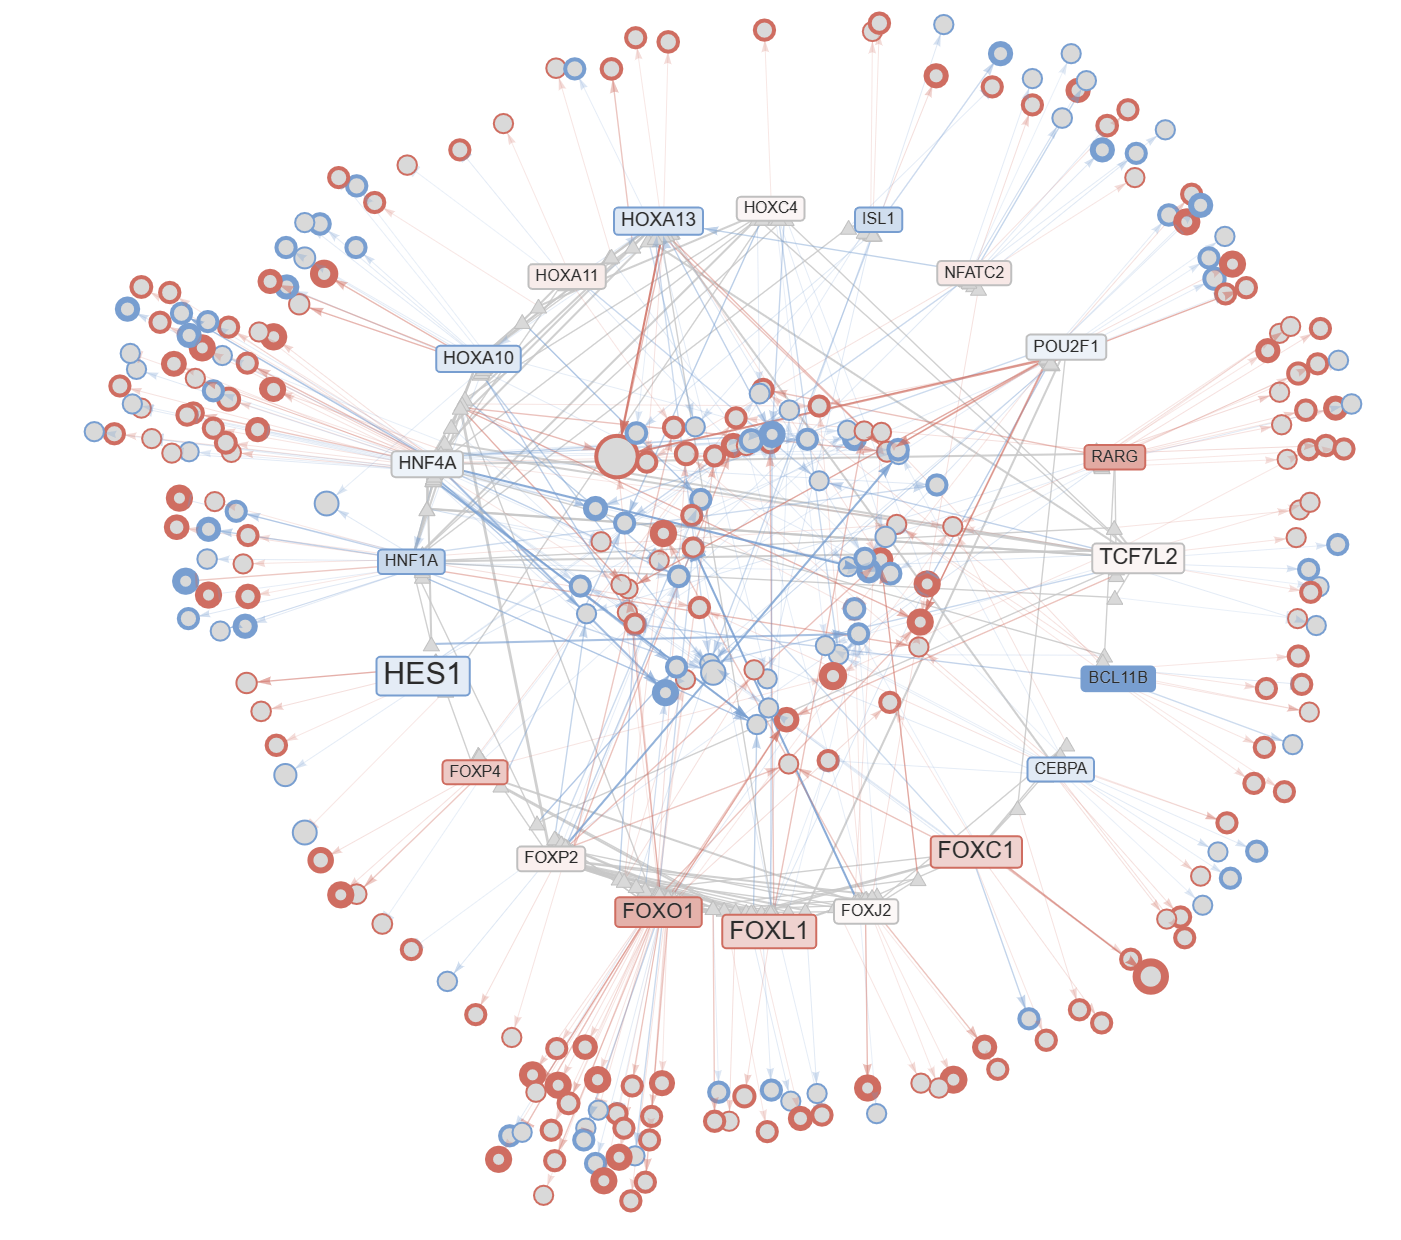 HOXC4
HOXA13
ISL1
HOXA11
NFATC2
POU2F1
HOXA10
RARG
HNF4A
TCF7L2
HNF1A
HES1
BCL11B
FOXP4
CEBPA
FOXC1
FOXP2
FOXO1
FOXJ2
FOXL1